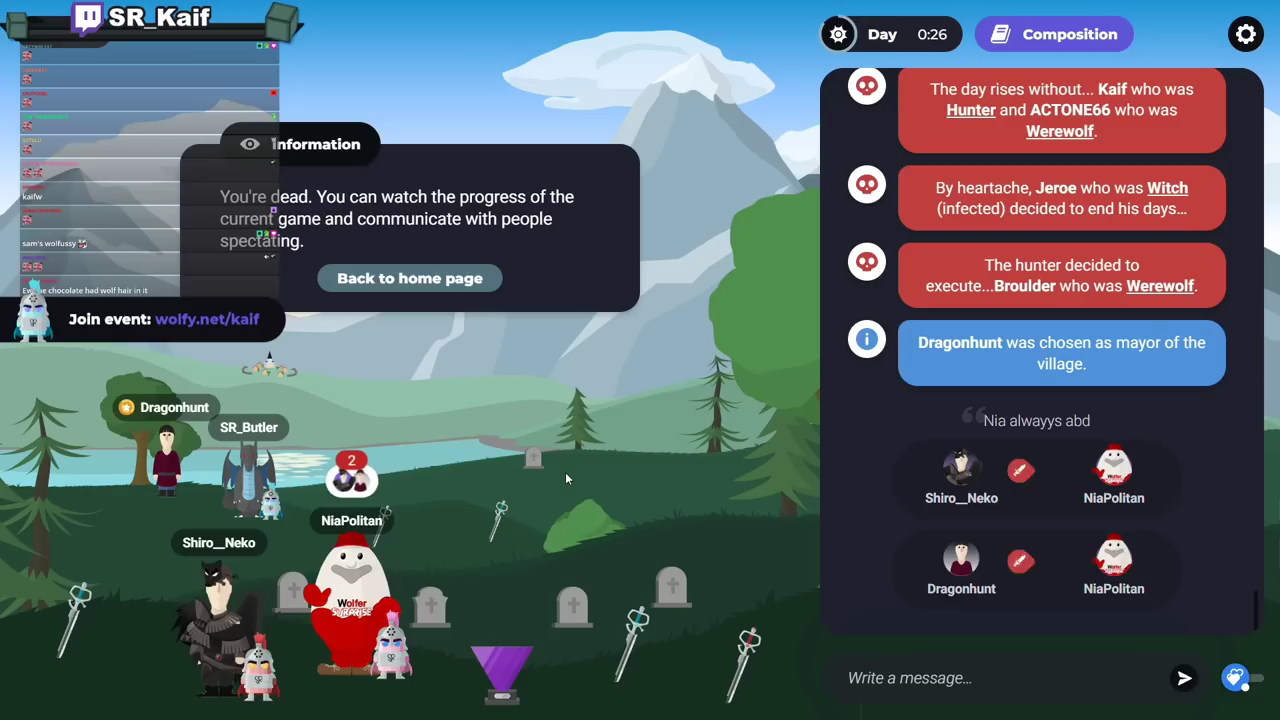 SR_Kaif
kaifw
sam's wolfussy
Ew the chocolate had wolf hair in it
Join event: wolfy.net/kaif
Information
You're dead. You can watch the progress of the
current game and communicate with people
spectating.
Back to home page
Dragonhunt
SR_Butler
2
NiaPolitan
Shiro__Neko
Wolfer
SURPRISE
Day 0:26
Composition
The day rises without... Kaif who was
Hunter and ACTONE66 who was
Werewolf.
By heartache, Jeroe who was Witch
(infected) decided to end his days...
The hunter decided to
execute...Broulder who was Werewolf.
Dragonhunt was chosen as mayor of the
village.
Nia alwayys abd
Shiro__Neko
NiaPolitan
Dragonhunt
NiaPolitan
Write a message...